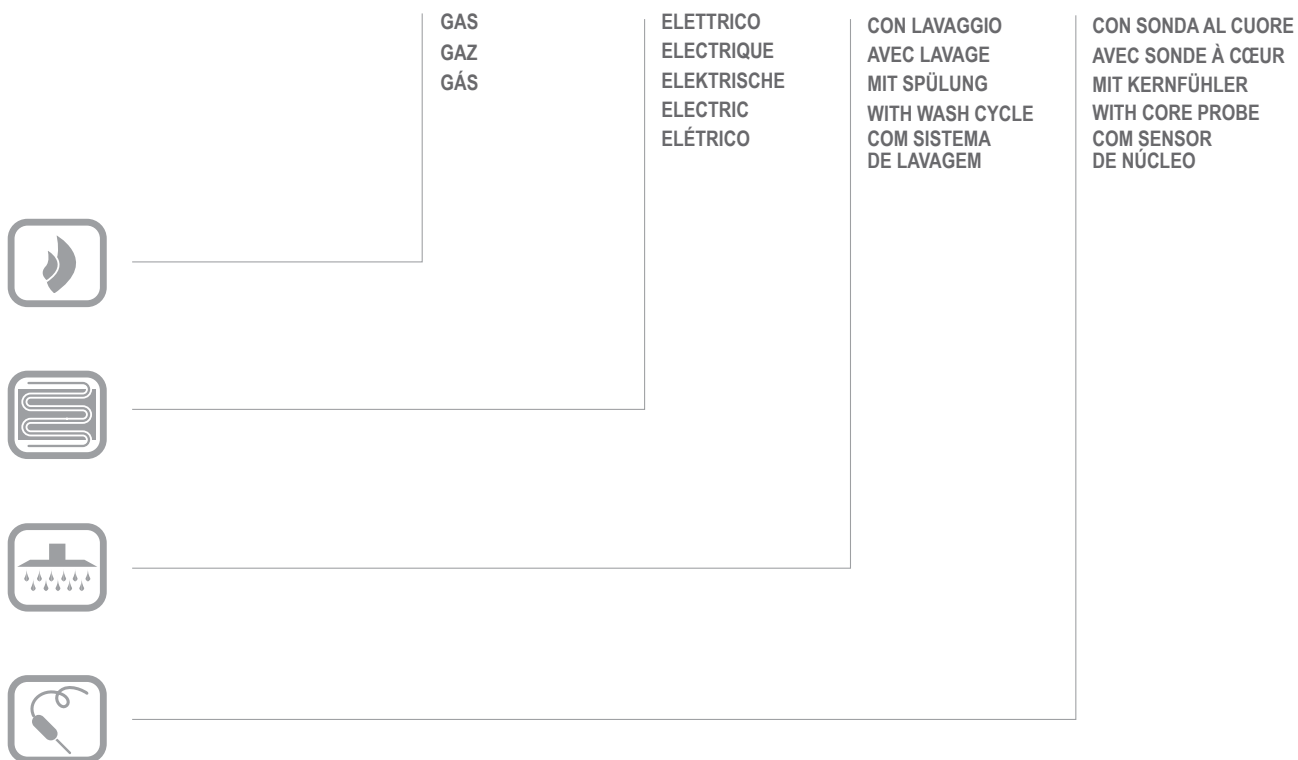 GAS
GAZ
GÁS
ELETTRICO
ELECTRIQUE
ELEKTRISCHE
ELECTRIC
ELÉTRICO
CON LAVAGGIO
AVEC LAVAGE
MIT SPÜLUNG
WITH WASH CYCLE
COM SISTEMA
DE LAVAGEM
CON SONDA AL CUORE
AVEC SONDE À CŒUR
MIT KERNFÜHLER
WITH CORE PROBE
COM SENSOR
DE NÚCLEO